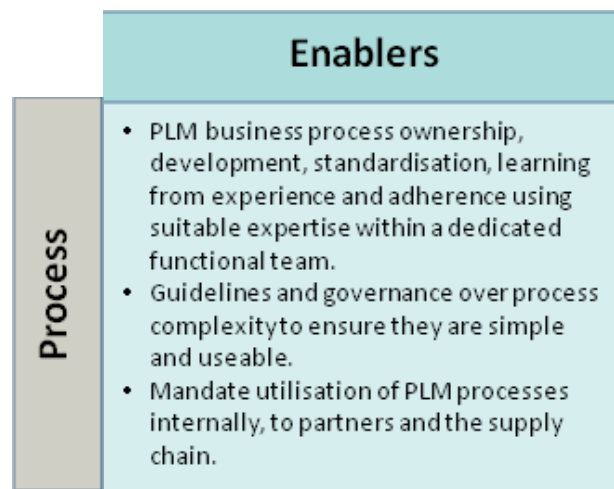 Enablers
Process
• PLM business process ownership,
development, standardisation, learning
from experience and adherence using
suitable expertise within a dedicated
functional team.
• Guidelines and governance over process
complexity to ensure they are simple
and useable.
• Mandate utilisation of PLM processes
internally, to partners and the supply
chain.